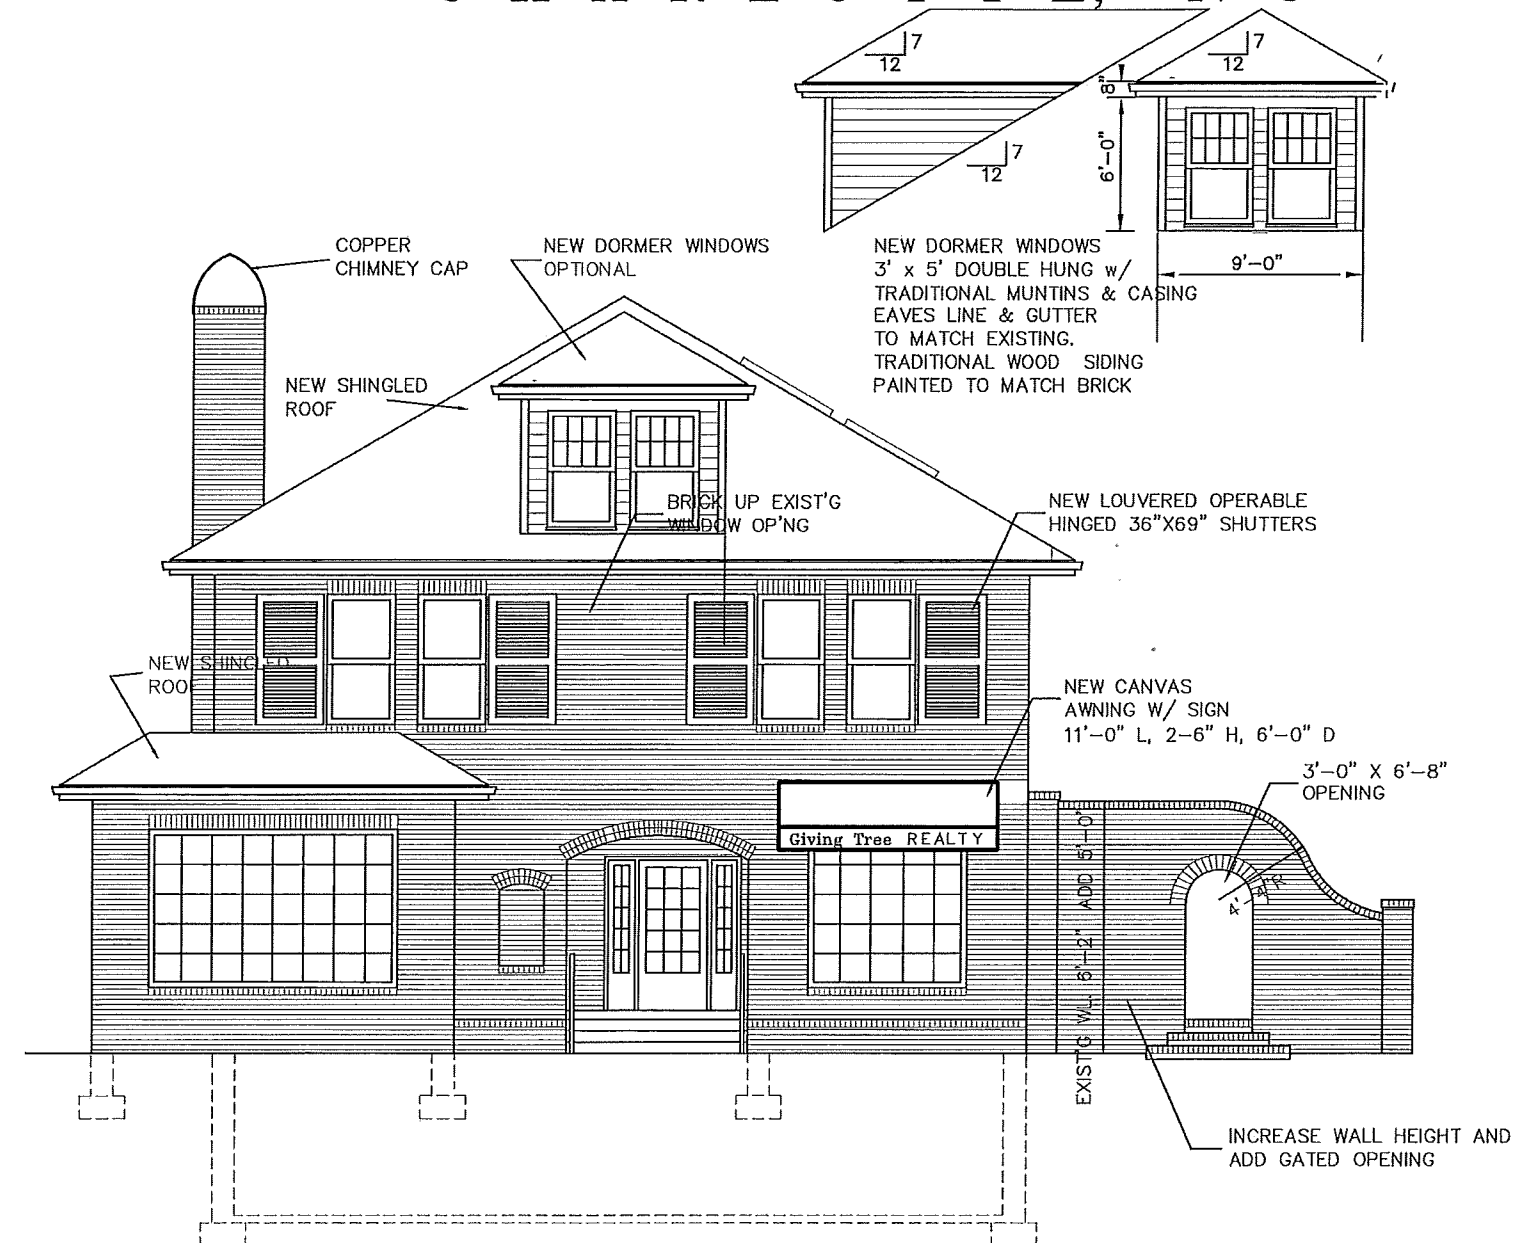 7
12
7
12
8"
6'-0"
7
12
9'-0"
COPPER
CHIMNEY CAP
NEW DORMER WINDOWS
OPTIONAL
NEW DORMER WINDOWS
3' x 5' DOUBLE HUNG w/
TRADITIONAL MUNTINS & CASING
EAVES LINE & GUTTER
TO MATCH EXISTING.
TRADITIONAL WOOD SIDING
PAINTED TO MATCH BRICK
NEW SHINGLED
ROOF
BRICK UP EXIST'G
WINDOW OP'NG
NEW LOUVERED OPERABLE
HINGED 36"X69" SHUTTERS
NEW SHINGLED
ROOF
NEW CANVAS
AWNING W/ SIGN
11'-0" L, 2-6" H, 6'-0" D
3'-0" X 6'-8"
OPENING
Giving Tree REALTY
EXIST'G WL. 6'-2" ADD 5'-0"
INCREASE WALL HEIGHT AND
ADD GATED OPENING